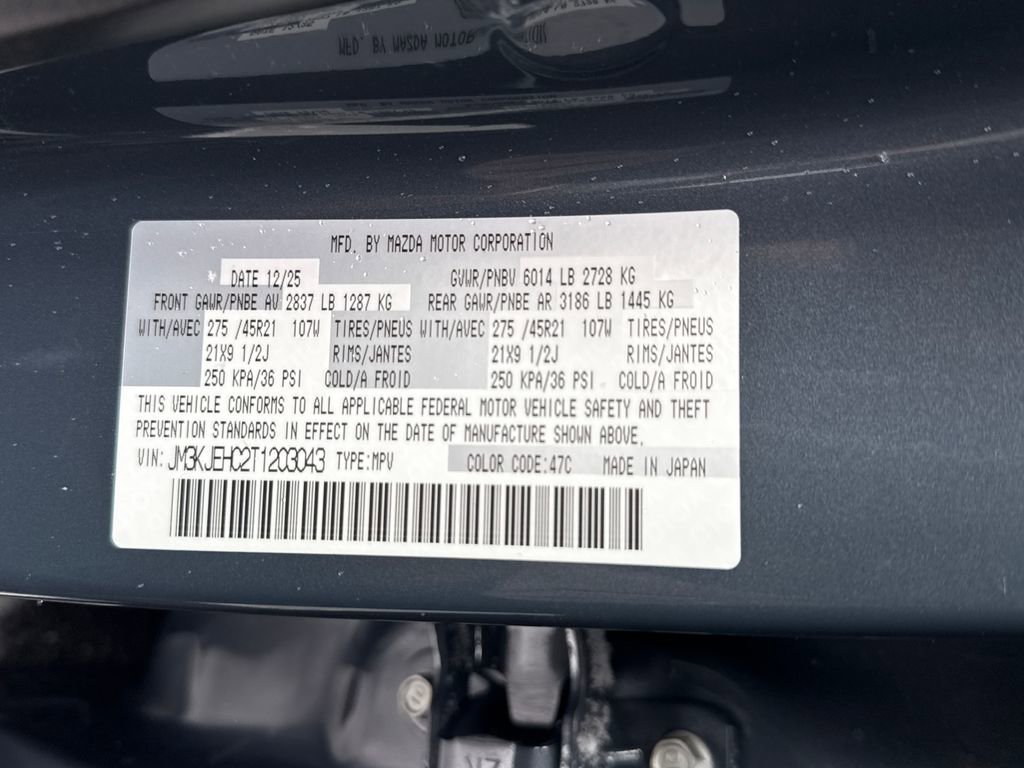 MFD. BY MAZDA MOTOR
MFD. BY MAZDA MOTOR CORPORATION
DATE 12/25 GVWR/PNBV 6014 LB 2728 KG
FRONT GAWR/PNBE AV 2837 LB 1287 KG REAR GAWR/PNBE AR 3186 LB 1445 KG
WITH/AVEC 275 /45R21 107W TIRES/PNEUS WITH/AVEC 275 /45R21 107W TIRES/PNEUS
21X9 1/2J RIMS/JANTES 21X9 1/2J RIMS/JANTES
250 KPA/36 PSI COLD/A FROID 250 KPA/36 PSI COLD/A FROID
THIS VEHICLE CONFORMS TO ALL APPLICABLE FEDERAL MOTOR VEHICLE SAFETY AND THEFT
PREVENTION STANDARDS IN EFFECT ON THE DATE OF MANUFACTURE SHOWN ABOVE.
VIN: JM3KJEHC2T1203043 TYPE:MPV COLOR CODE:47C MADE IN JAPAN